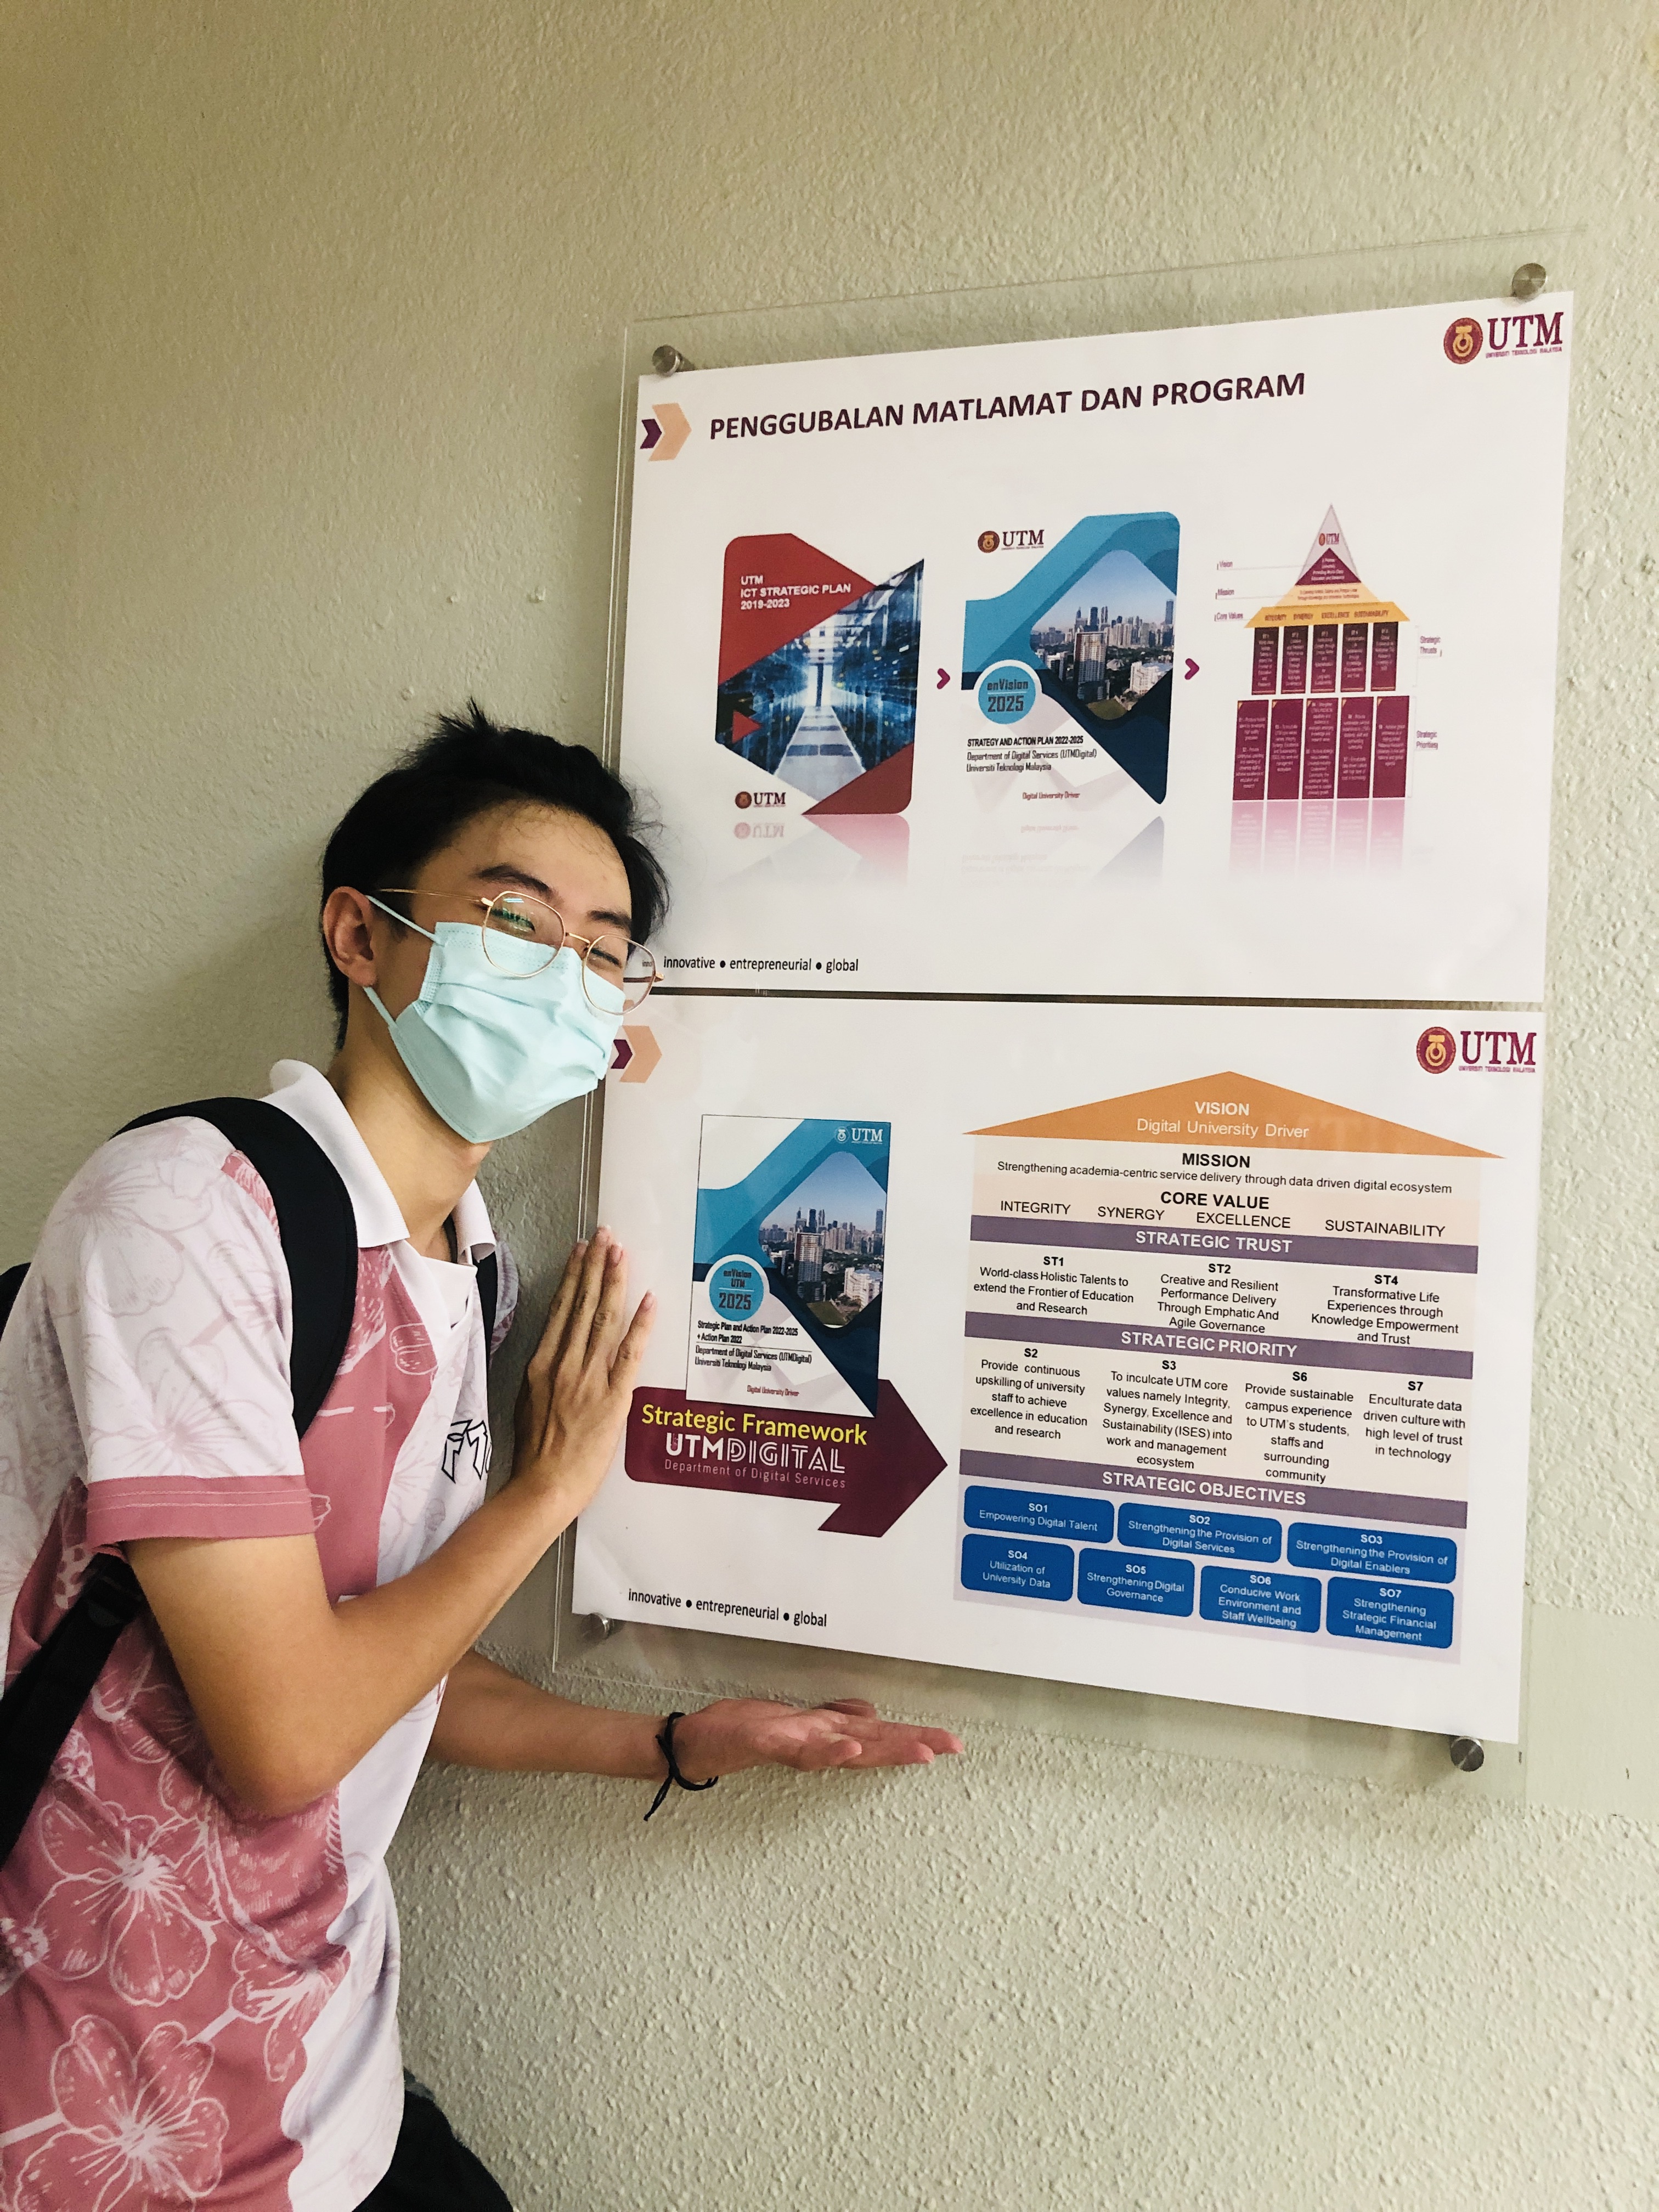 UTM
UNIVERSITI TEKNOLOGI MALAYSIA
PENGGUBALAN MATLAMAT DAN PROGRAM
UTM
ICT STRATEGIC PLAN
2019-2023
UTM
UTM
enVision
2025
STRATEGY AND ACTION PLAN 2022-2025
Department of Digital Services (UTMDigital)
Universiti Teknologi Malaysia
Digital University Driver
UTM
Vision
Mission
Core Values
INTEGRITY SYNERGY EXCELLENCE SUSTAINABILITY
Strategic
Thrusts
Strategic
Priorities
innovative • entrepreneurial • global
UTM
UNIVERSITI TEKNOLOGI MALAYSIA
UTM
enVision
UTM
2025
Strategic Plan and Action Plan 2022-2025
+ Action Plan 2022
Department of Digital Services (UTMDigital)
Universiti Teknologi Malaysia
Digital University Driver
Strategic Framework
UTMDIGITAL
Department of Digital Services
innovative • entrepreneurial • global
VISION
Digital University Driver
MISSION
Strengthening academia-centric service delivery through data driven digital ecosystem
CORE VALUE
INTEGRITY SYNERGY EXCELLENCE SUSTAINABILITY
STRATEGIC TRUST
ST1
World-class Holistic Talents to
extend the Frontier of Education
and Research
ST2
Creative and Resilient
Performance Delivery
Through Emphatic And
Agile Governance
ST4
Transformative Life
Experiences through
Knowledge Empowerment
and Trust
STRATEGIC PRIORITY
S2
Provide continuous
upskilling of university
staff to achieve
excellence in education
and research
S3
To inculcate UTM core
values namely Integrity,
Synergy, Excellence and
Sustainability (ISES) into
work and management
ecosystem
S6
Provide sustainable
campus experience
to UTM's students,
staffs and
surrounding
community
S7
Enculturate data
driven culture with
high level of trust
in technology
STRATEGIC OBJECTIVES
SO1
Empowering Digital Talent
SO2
Strengthening the Provision of
Digital Services
SO3
Strengthening the Provision of
Digital Enablers
SO4
Utilization of
University Data
SO5
Strengthening Digital
Governance
SO6
Conducive Work
Environment and
Staff Wellbeing
SO7
Strengthening
Strategic Financial
Management